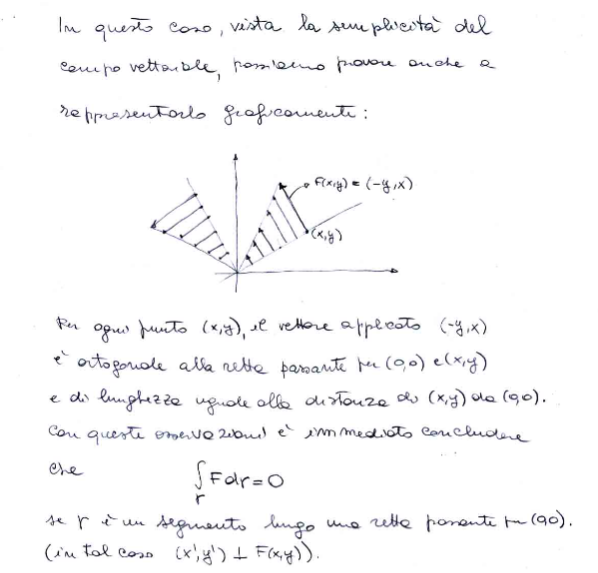 In questo caso, vista la semplicità del
campo vettoriale, possiamo provare anche a
rappresentarlo graficamente:
F(x,y) = (-y,x)
(x,y)
Per ogni punto (x,y), il vettore applicato (-y,x)
è ortogonale alla retta passante per (0,0) e (x,y)
e di lunghezza uguale alla distanza di (x,y) da (0,0).
Con queste osservazioni è immediato concludere
che ∫_r F dr = 0
se r è un segmento lungo una retta passante per (0,0).
(in tal caso (x',y') ⊥ F(x,y)).